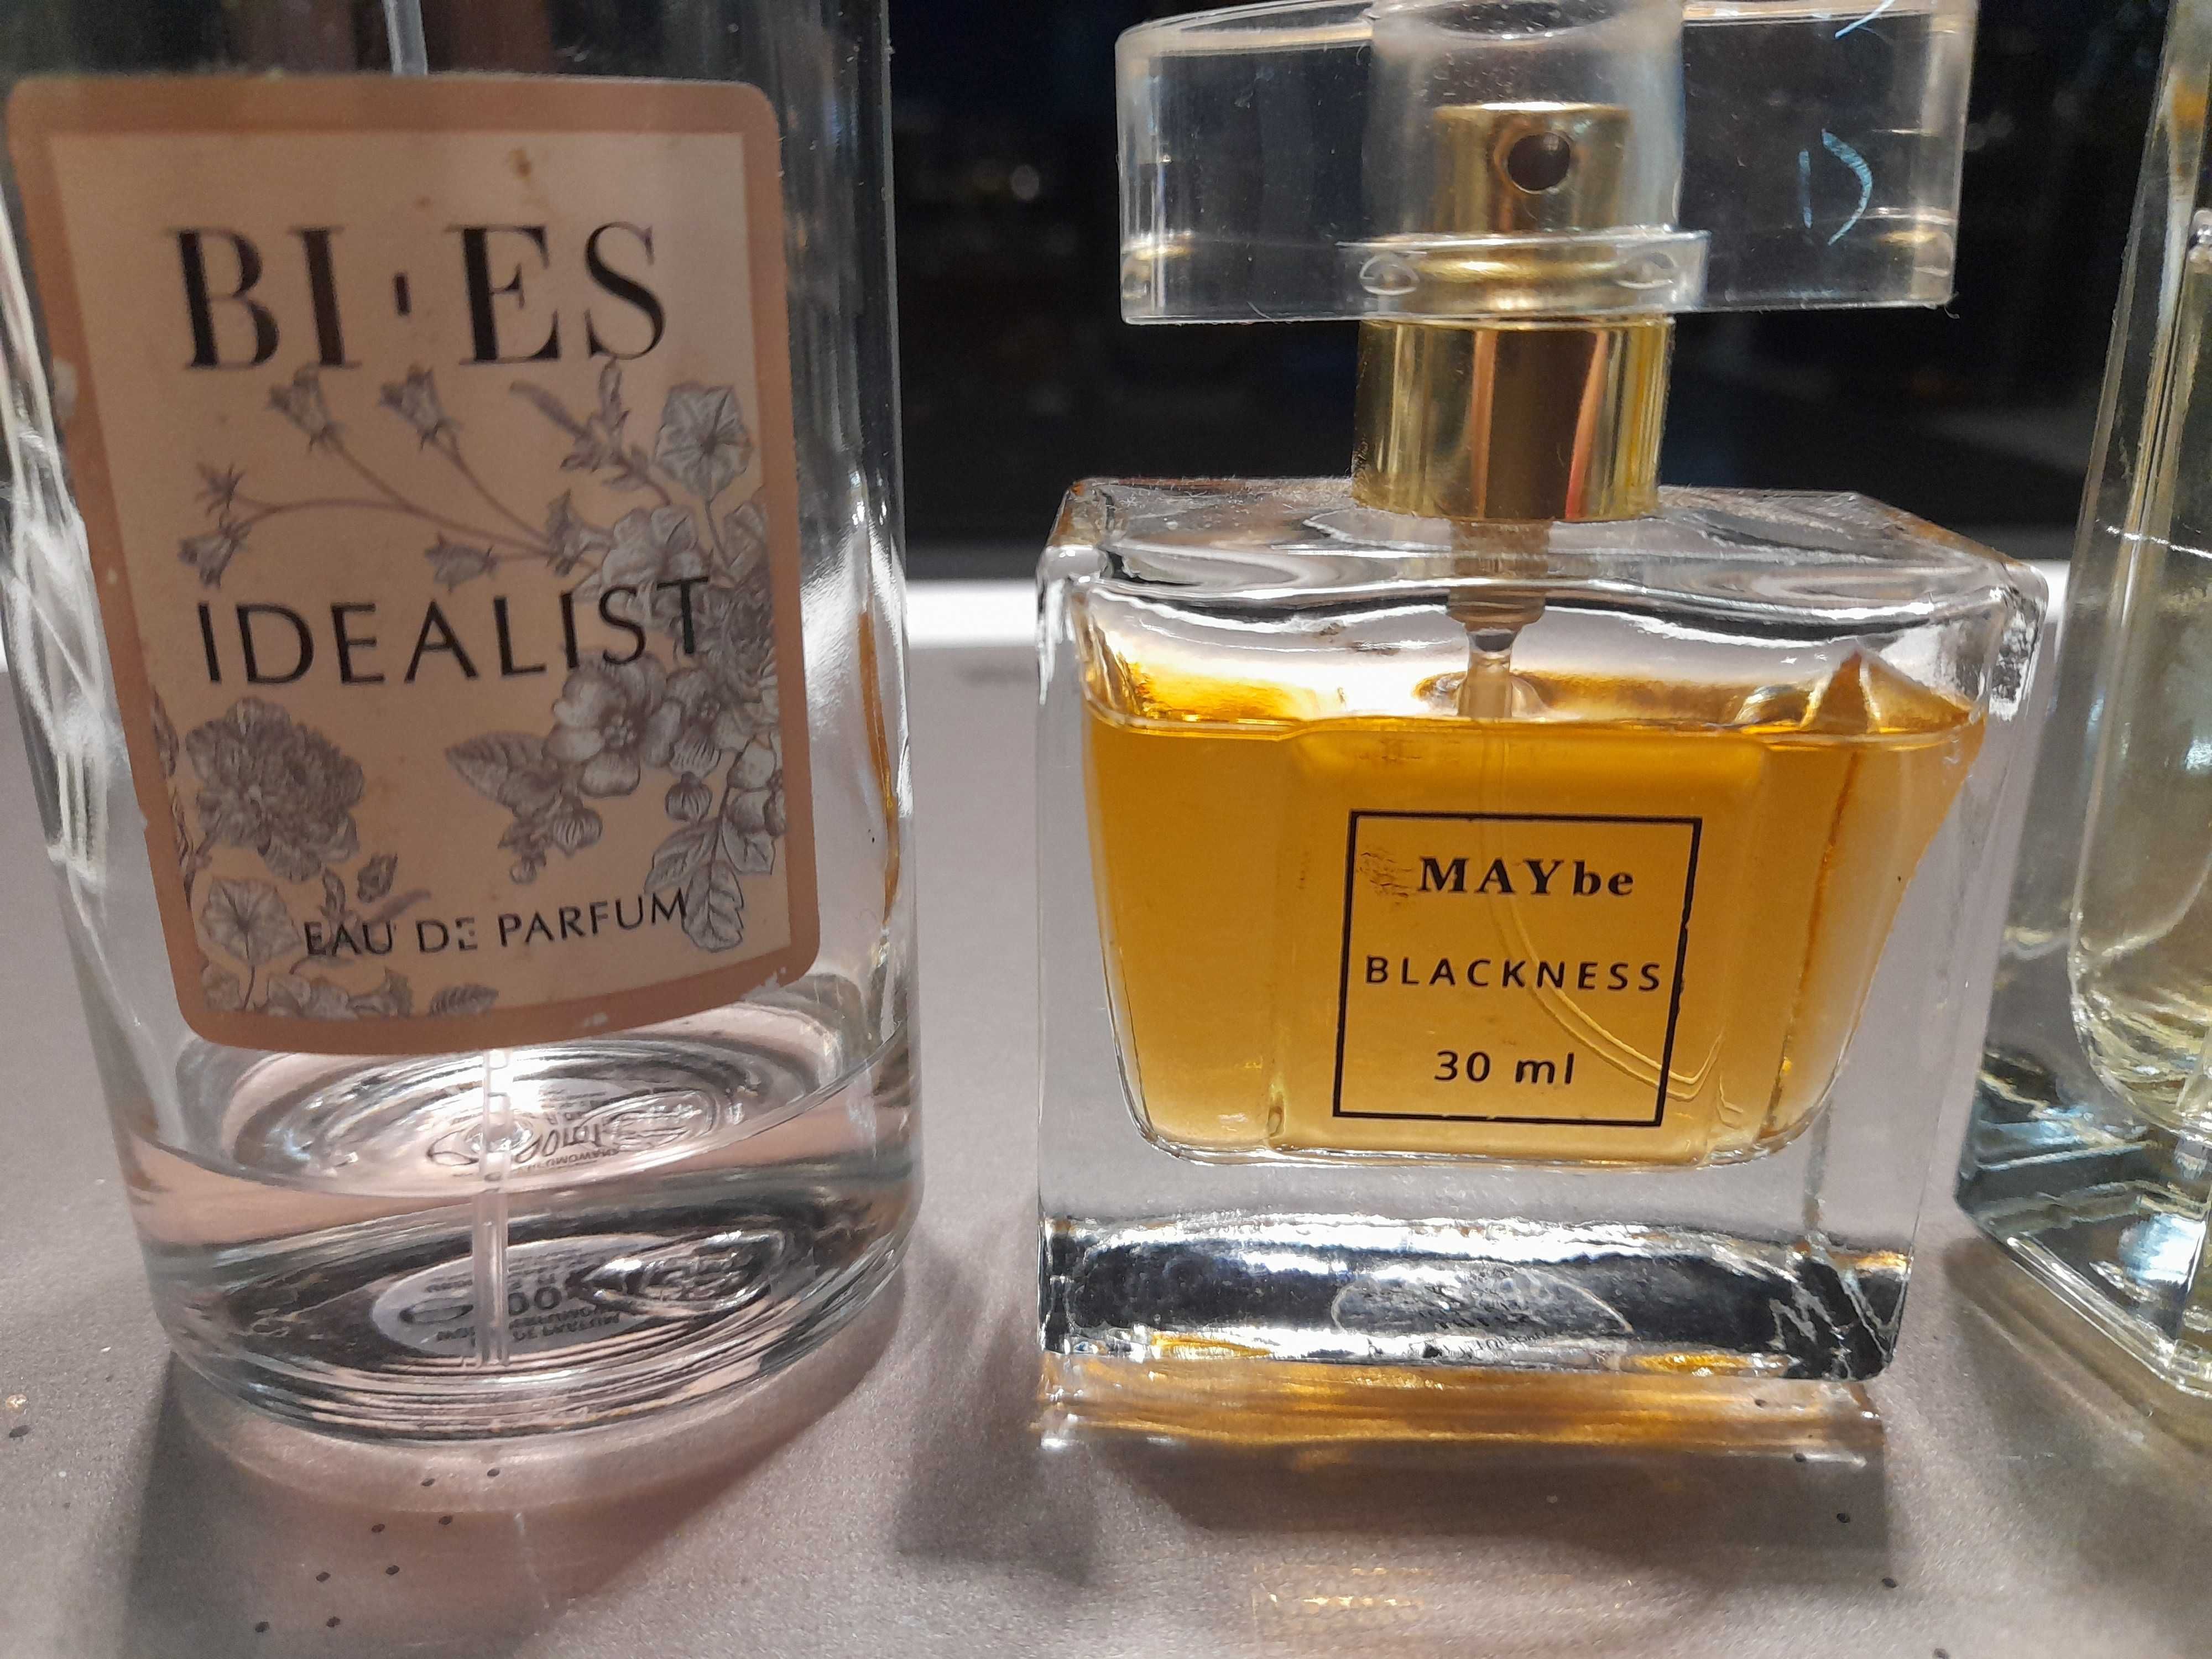 BI·ES
IDEALIST
EAU DE PARFUM
MAYbe
BLACKNESS
30 ml